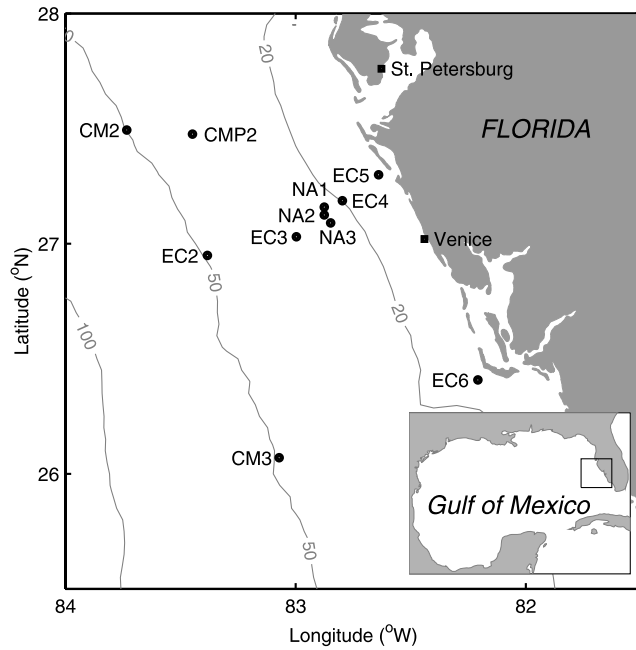 28
0
20
St. Petersburg
CM2
CMP2
FLORIDA
EC5
NA1
EC4
NA2
EC3
NA3
Venice
27
EC2
50
20
100
Latitude (°N)
EC6
CM3
26
Gulf of Mexico
50
84
83
82
Longitude (°W)